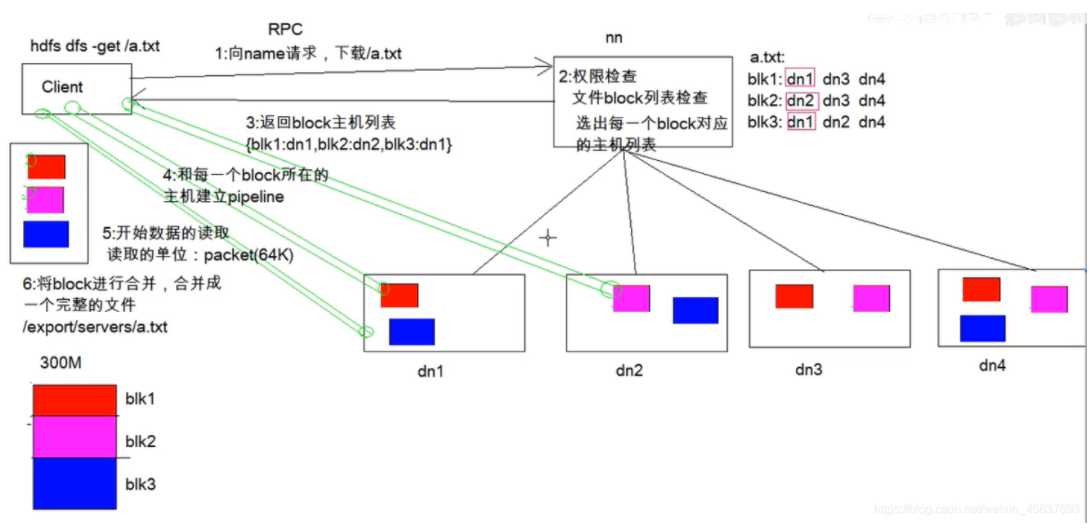 RPC
hdfs dfs -get /a.txt
1:向name请求，下载/a.txt
nn
Client
2:权限检查
文件block列表检查
选出每一个block对应
的主机列表
a.txt:
blk1: dn1 dn3 dn4
blk2: dn2 dn3 dn4
blk3: dn1 dn2 dn4
3:返回block主机列表
{blk1:dn1,blk2:dn2,blk3:dn1}
4:和每一个block所在的
主机建立pipeline
5:开始数据的读取
读取的单位：packet(64K)
6:将block进行合并，合并成
一个完整的文件
/export/servers/a.txt
300M
dn1
dn2
dn3
dn4
blk1
blk2
blk3
https://blog.csdn.net/weixin_45837693